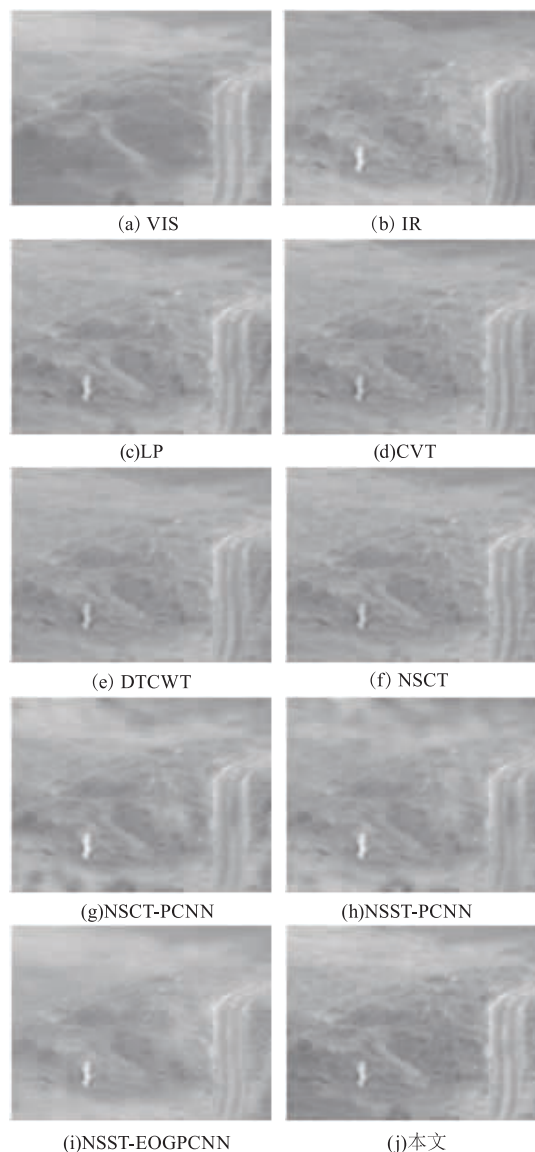 (a) VIS
(b) IR
(c)LP
(d)CVT
(e) DTCWT
(f) NSCT
(g)NSCT-PCNN
(h)NSST-PCNN
(i)NSST-EOGPCNN
(j)本文